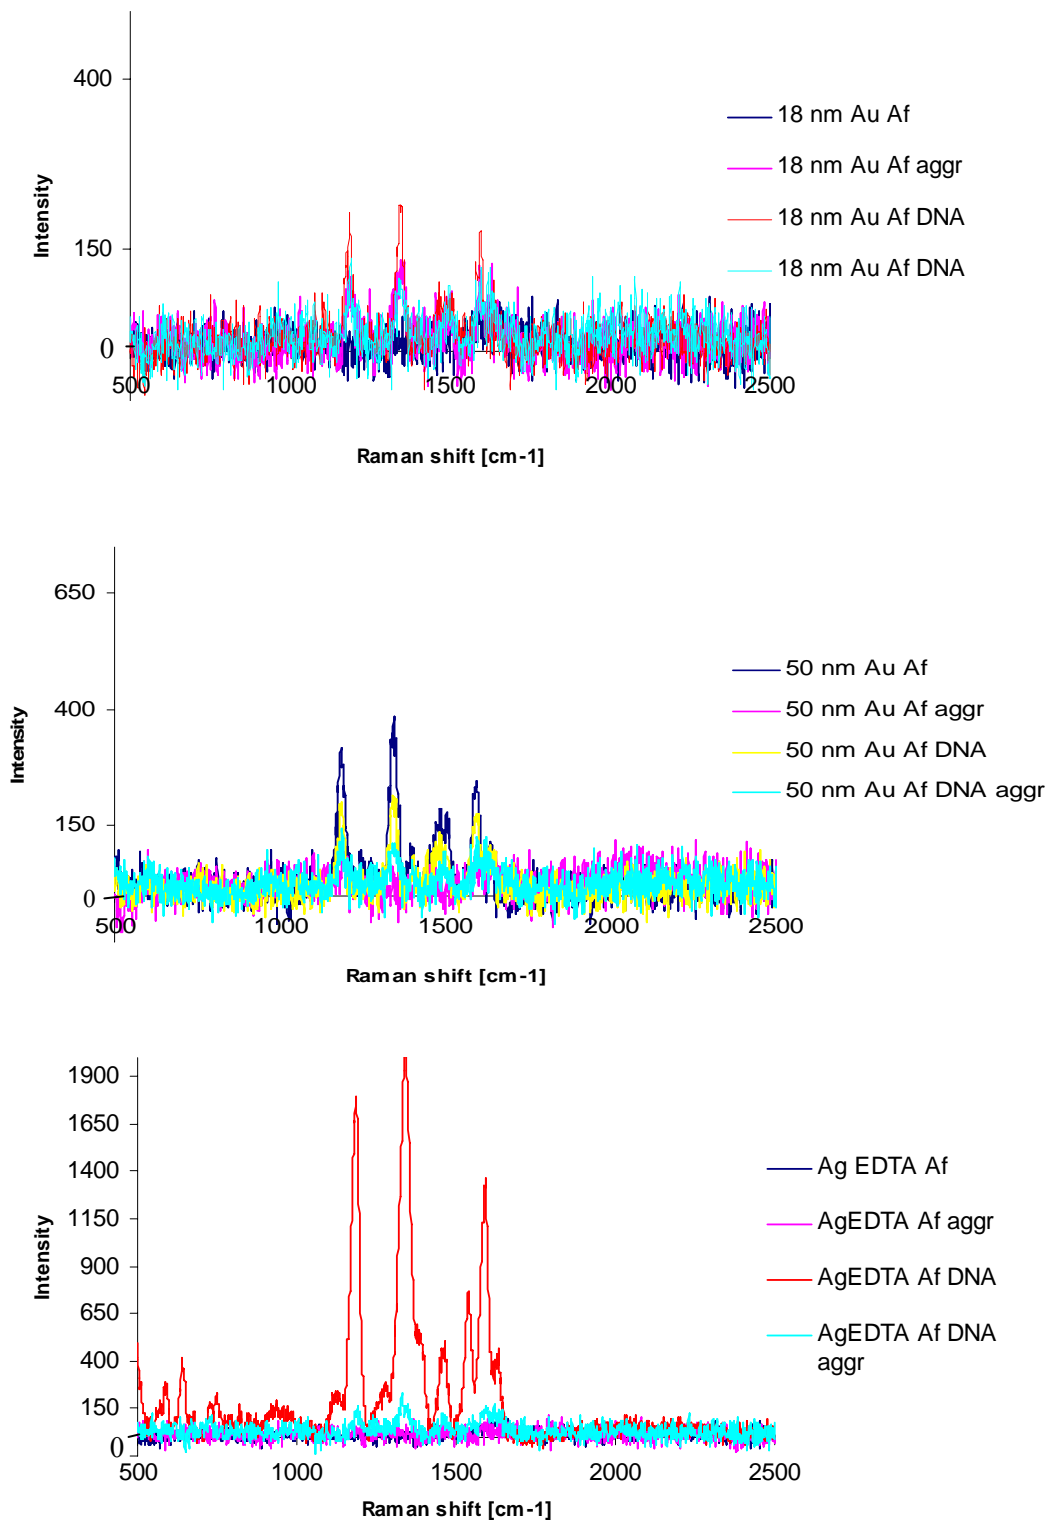 400
150
0
Intensity
500
1000
1500
2000
2500
Raman shift [cm-1]
18 nm Au Af
18 nm Au Af aggr
18 nm Au Af DNA
18 nm Au Af DNA
650
400
150
0
Intensity
500
1000
1500
2000
2500
Raman shift [cm-1]
50 nm Au Af
50 nm Au Af aggr
50 nm Au Af DNA
50 nm Au Af DNA aggr
1900
1650
1400
1150
900
650
400
150
0
Intensity
500
1000
1500
2000
2500
Raman shift [cm-1]
Ag EDTA Af
AgEDTA Af aggr
AgEDTA Af DNA
AgEDTA Af DNA
aggr